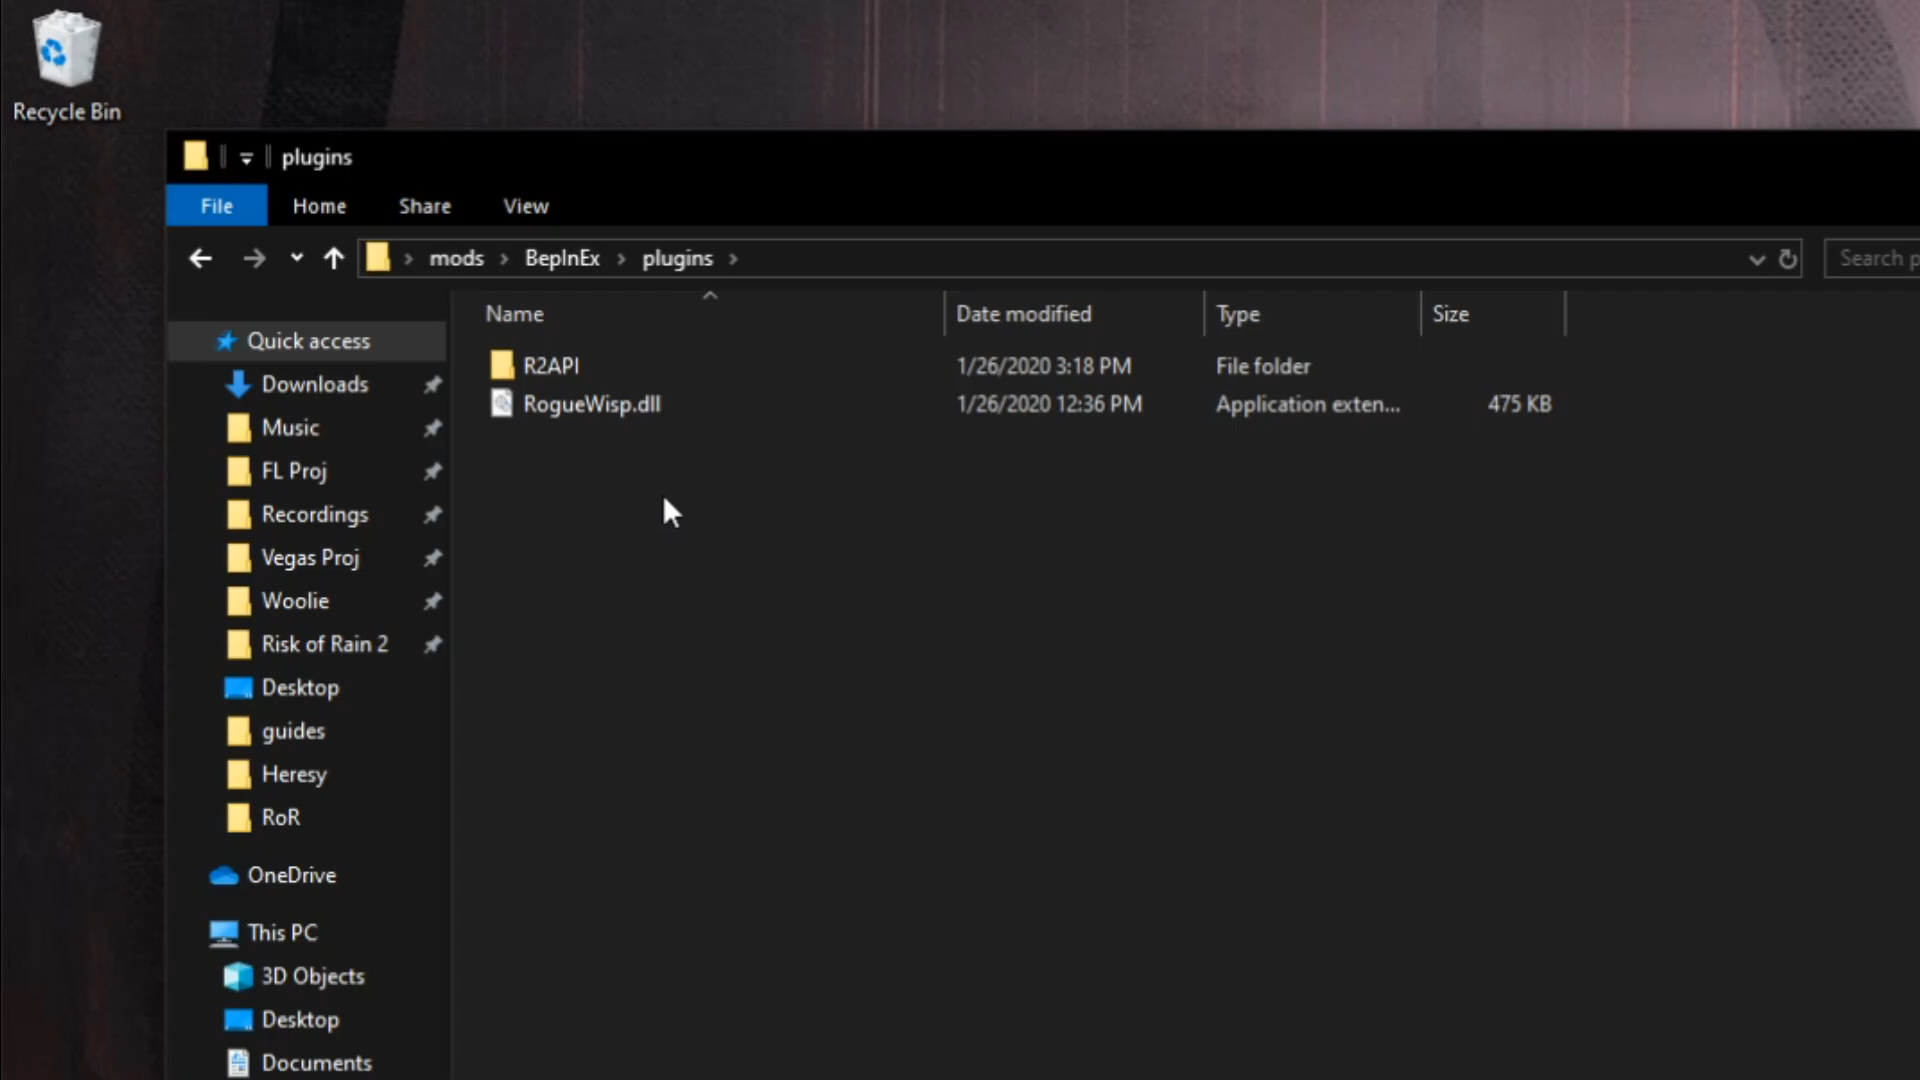 Recycle Bin
plugins
File Home Share View
mods BepInEx plugins
Search p
Name Date modified Type Size
R2API 1/26/2020 3:18 PM File folder
RogueWisp.dll 1/26/2020 12:36 PM Application exten... 475 KB
Quick access
Downloads
Music
FL Proj
Recordings
Vegas Proj
Woolie
Risk of Rain 2
Desktop
guides
Heresy
RoR
OneDrive
This PC
3D Objects
Desktop
Documents